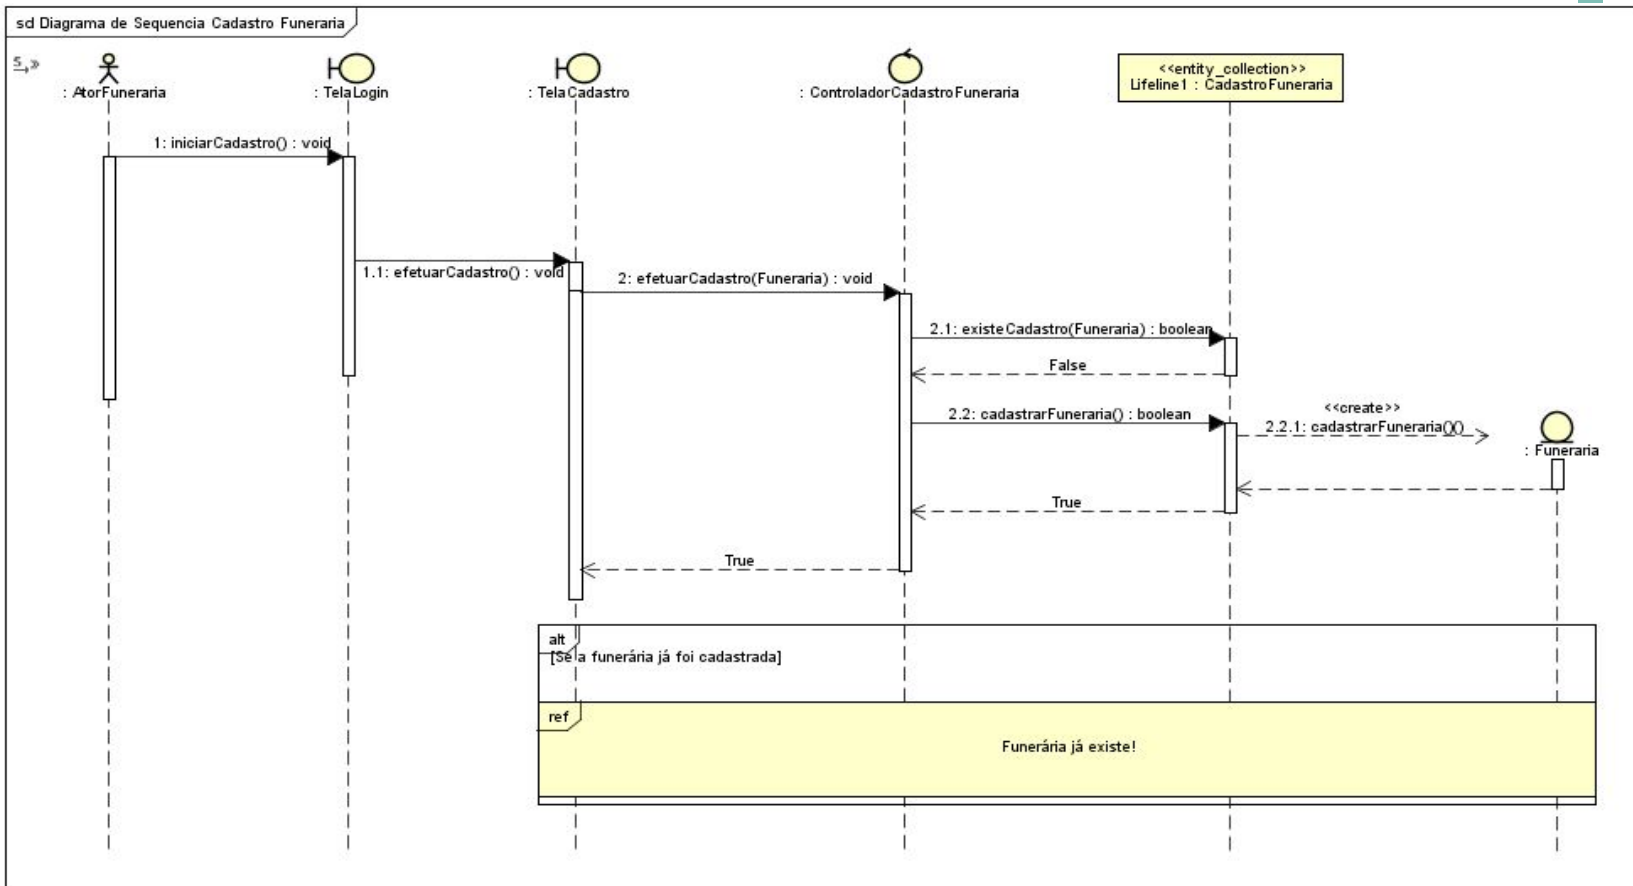 sd Diagrama de Sequencia Cadastro Funeraria
<<entity_collection>>
: AtorFuneraria
: TelaLogin
: TelaCadastro
: ControladorCadastroFuneraria
Lifeline1 : CadastroFuneraria
1: iniciarCadastro() : void
1.1: efetuarCadastro() : void
2: efetuarCadastro(Funeraria) : void
2.1: existeCadastro(Funeraria) : boolean
False
2.2: cadastrarFuneraria() : boolean
<<create>>
2.2.1: cadastrarFuneraria()()
: Funeraria
True
True
alt
[Se a funerária já foi cadastrada]
ref
Funerária já existe!